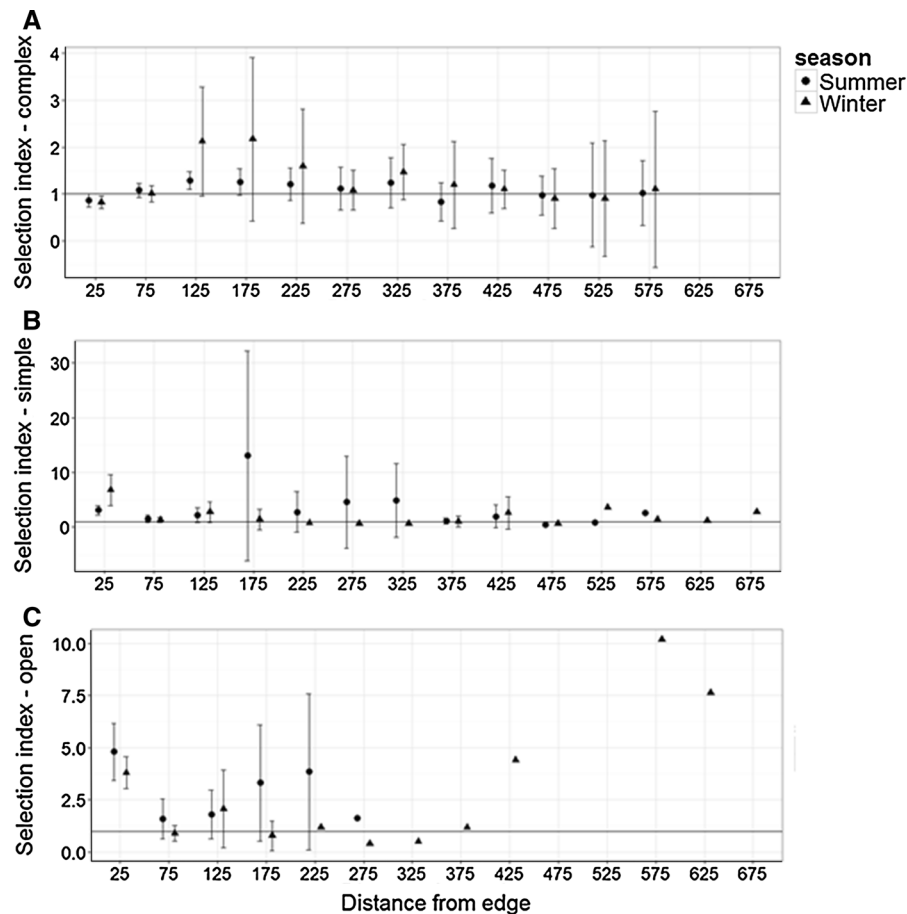 A
Selection index - complex
4
3
2
1
0
25 75 125 175 225 275 325 375 425 475 525 575 625 675
season
Summer
Winter
B
Selection index - simple
30
20
10
0
25 75 125 175 225 275 325 375 425 475 525 575 625 675
C
Selection index - open
10.0
7.5
5.0
2.5
0.0
25 75 125 175 225 275 325 375 425 475 525 575 625 675
Distance from edge